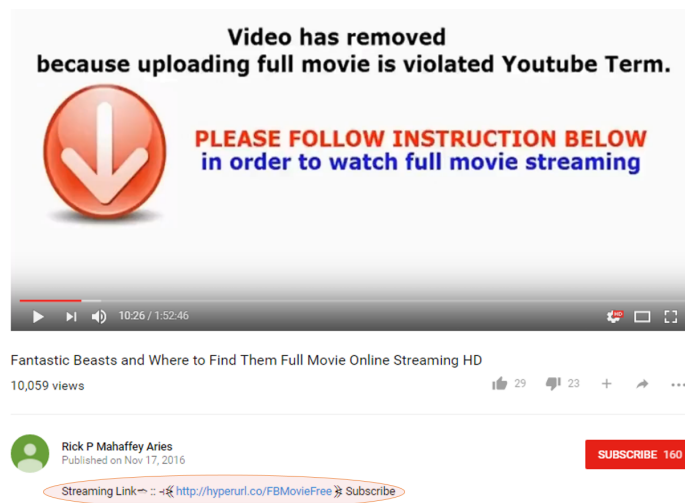 Video has removed
because uploading full movie is violated Youtube Term.
PLEASE FOLLOW INSTRUCTION BELOW
in order to watch full movie streaming
10:26 / 1:52:46
HD
Fantastic Beasts and Where to Find Them Full Movie Online Streaming HD
10,059 views
29
23
Rick P Mahaffey Aries
Published on Nov 17, 2016
SUBSCRIBE 160
Streaming Link :: http://hyperurl.co/FBMovieFree Subscribe